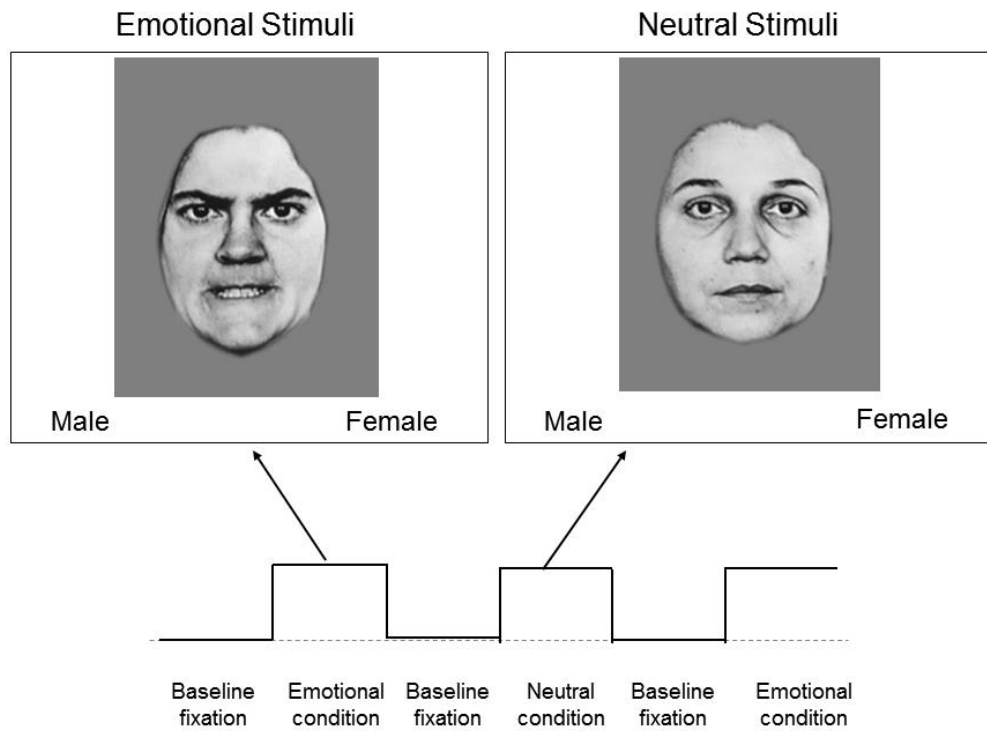 Emotional Stimuli
Neutral Stimuli
Male Female
Male Female
Baseline fixation
Emotional condition
Baseline fixation
Neutral condition
Baseline fixation
Emotional condition